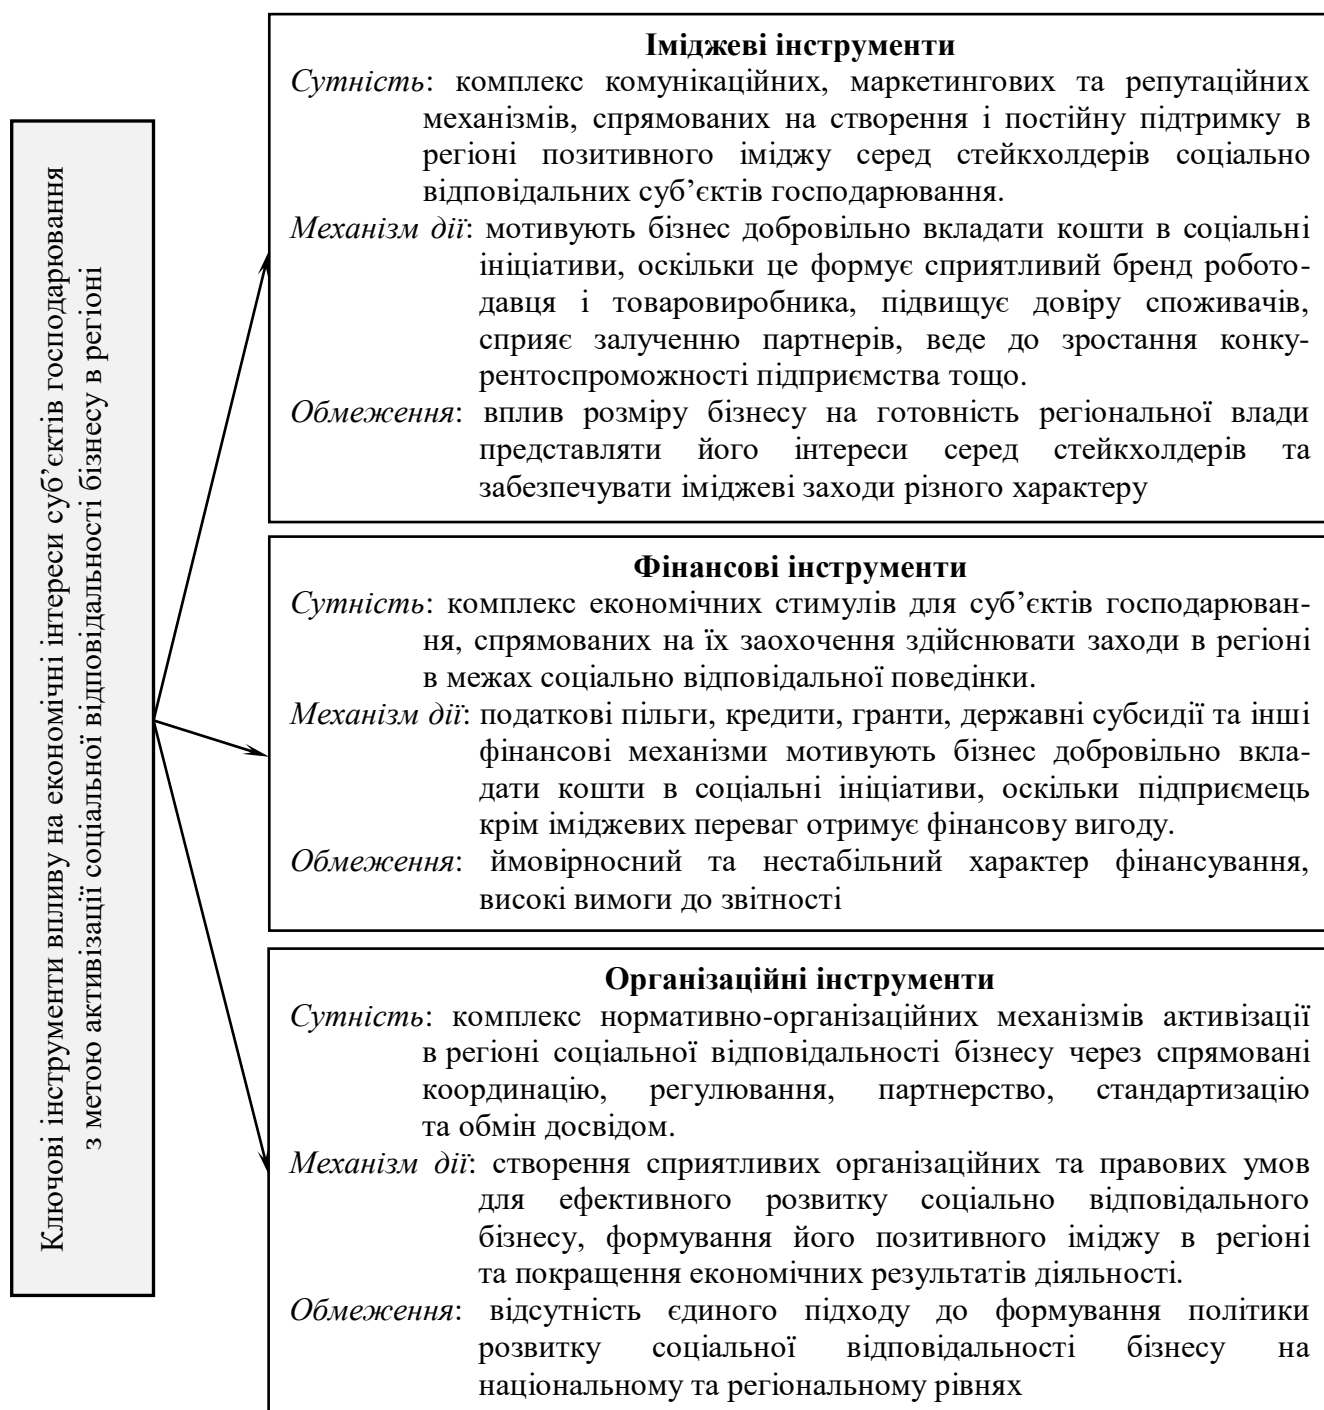 Ключові інструменти впливу на економічні інтереси суб’єктів господарювання
з метою активізації соціальної відповідальності бізнесу в регіоні
Іміджеві інструменти
Сутність: комплекс комунікаційних, маркетингових та репутаційних
механізмів, спрямованих на створення і постійну підтримку в
регіоні позитивного іміджу серед стейкхолдерів соціально
відповідальних суб’єктів господарювання.
Механізм дії: мотивують бізнес добровільно вкладати кошти в соціальні
ініціативи, оскільки це формує сприятливий бренд робото-
давця і товаровиробника, підвищує довіру споживачів,
сприяє залученню партнерів, веде до зростання конку-
рентоспроможності підприємства тощо.
Обмеження: вплив розміру бізнесу на готовність регіональної влади
представляти його інтереси серед стейкхолдерів та
забезпечувати іміджеві заходи різного характеру
Фінансові інструменти
Сутність: комплекс економічних стимулів для суб’єктів господарюван-
ня, спрямованих на їх заохочення здійснювати заходи в регіоні
в межах соціально відповідальної поведінки.
Механізм дії: податкові пільги, кредити, гранти, державні субсидії та інші
фінансові механізми мотивують бізнес добровільно вкла-
дати кошти в соціальні ініціативи, оскільки підприємець
крім іміджевих переваг отримує фінансову вигоду.
Обмеження: ймовірносний та нестабільний характер фінансування,
високі вимоги до звітності
Організаційні інструменти
Сутність: комплекс нормативно-організаційних механізмів активізації
в регіоні соціальної відповідальності бізнесу через спрямовані
координацію, регулювання, партнерство, стандартизацію
та обмін досвідом.
Механізм дії: створення сприятливих організаційних та правових умов
для ефективного розвитку соціально відповідального
бізнесу, формування його позитивного іміджу в регіоні
та покращення економічних результатів діяльності.
Обмеження: відсутність єдиного підходу до формування політики
розвитку соціальної відповідальності бізнесу на
національному та регіональному рівнях